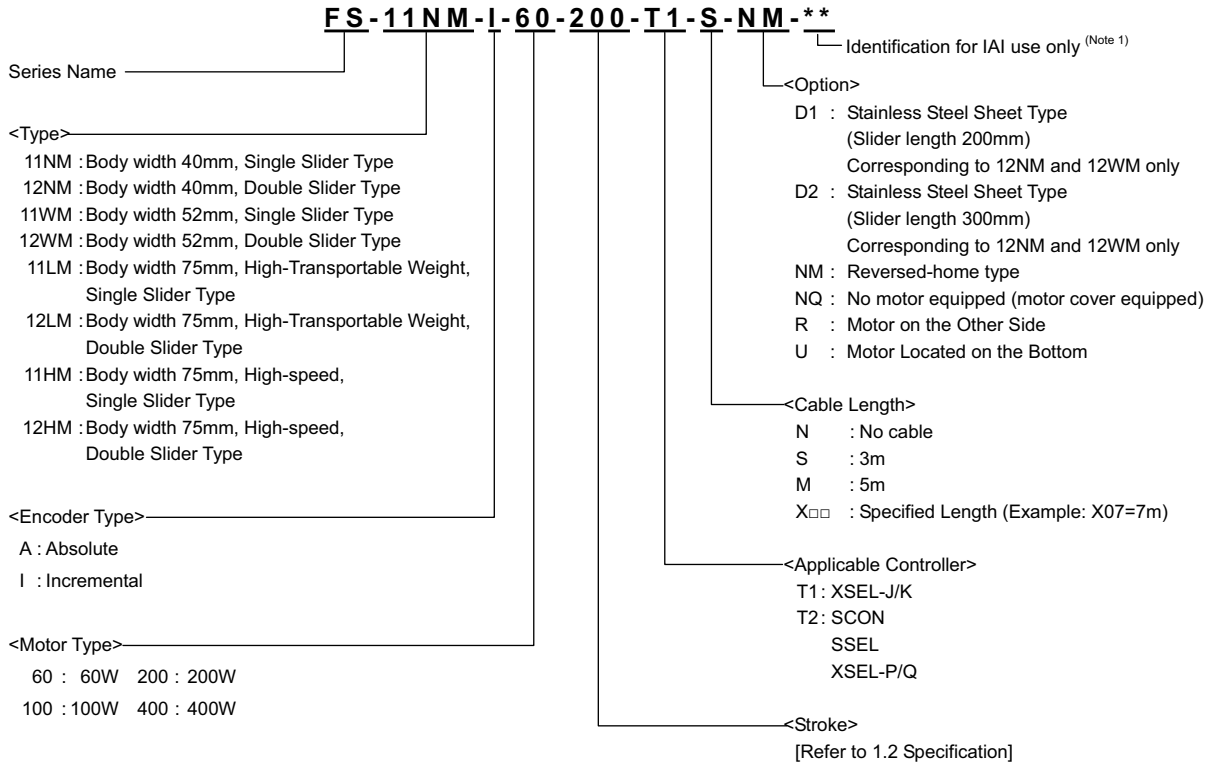 FS-11NM-I-60-200-T1-S-NM-**
Identification for IAI use only (Note 1)
Series Name
<Type>
11NM : Body width 40mm, Single Slider Type
12NM : Body width 40mm, Double Slider Type
11WM : Body width 52mm, Single Slider Type
12WM : Body width 52mm, Double Slider Type
11LM : Body width 75mm, High-Transportable Weight,
Single Slider Type
12LM : Body width 75mm, High-Transportable Weight,
Double Slider Type
11HM : Body width 75mm, High-speed,
Single Slider Type
12HM : Body width 75mm, High-speed,
Double Slider Type
<Encoder Type>
A : Absolute
I : Incremental
<Motor Type>
60 : 60W 200 : 200W
100 : 100W 400 : 400W
<Option>
D1 : Stainless Steel Sheet Type
(Slider length 200mm)
Corresponding to 12NM and 12WM only
D2 : Stainless Steel Sheet Type
(Slider length 300mm)
Corresponding to 12NM and 12WM only
NM : Reversed-home type
NQ : No motor equipped (motor cover equipped)
R : Motor on the Other Side
U : Motor Located on the Bottom
<Cable Length>
N : No cable
S : 3m
M : 5m
X□□ : Specified Length (Example: X07=7m)
<Applicable Controller>
T1 : XSEL-J/K
T2 : SCON
SSEL
XSEL-P/Q
<Stroke>
[Refer to 1.2 Specification]